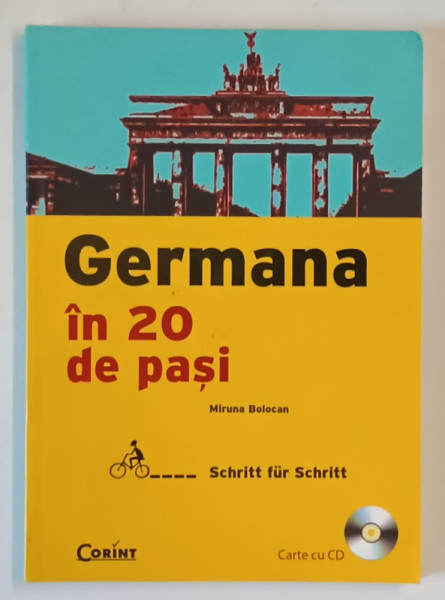 Germana
în 20
de pași
Miruna Bolocan
Schritt für Schritt
CORINT
Carte cu CD